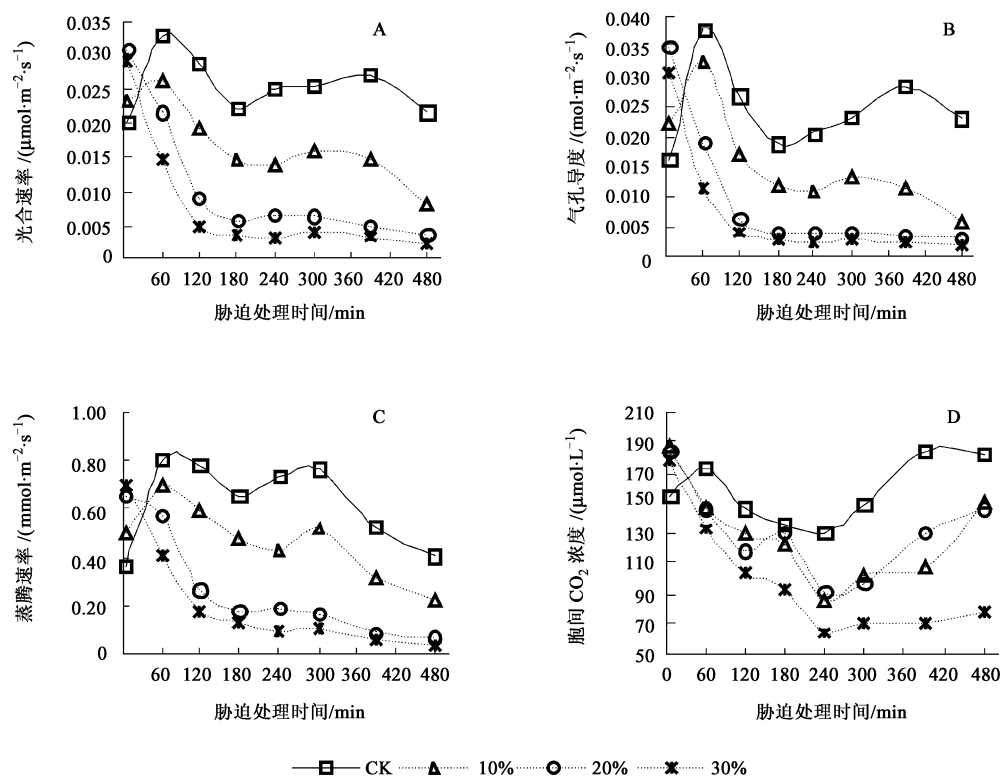 A
光合速率 /(μmol·m⁻²·s⁻¹)
0.035
0.030
0.025
0.020
0.015
0.010
0.005
0
60 120 180 240 300 360 420 480
胁迫处理时间/min
B
气孔导度 /(mol·m⁻²·s⁻¹)
0.040
0.035
0.030
0.025
0.020
0.015
0.010
0.005
0
60 120 180 240 300 360 420 480
胁迫处理时间/min
C
蒸腾速率 /(mmol·m⁻²·s⁻¹)
1.00
0.80
0.60
0.40
0.20
0
60 120 180 240 300 360 420 480
胁迫处理时间/min
D
胞间 CO₂ 浓度 /(μmol·L⁻¹)
210
190
170
150
130
110
90
70
50
0 60 120 180 240 300 360 420 480
胁迫处理时间/min
CK 10% 20% 30%